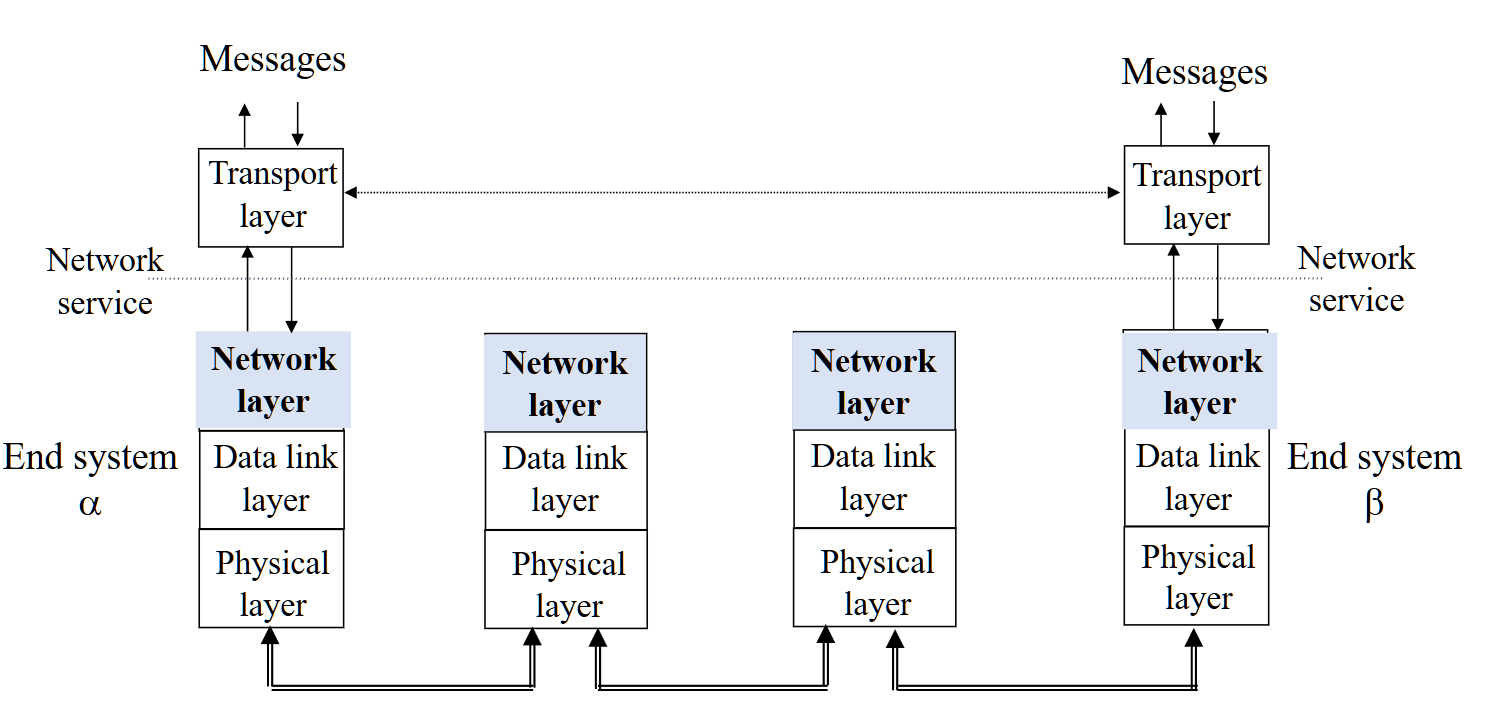 Messages
Messages
Transport
layer
Transport
layer
Network
service
Network
service
Network
layer
Network
layer
Network
layer
Network
layer
End system
α
Data link
layer
Data link
layer
Data link
layer
Data link
layer
End system
β
Physical
layer
Physical
layer
Physical
layer
Physical
layer